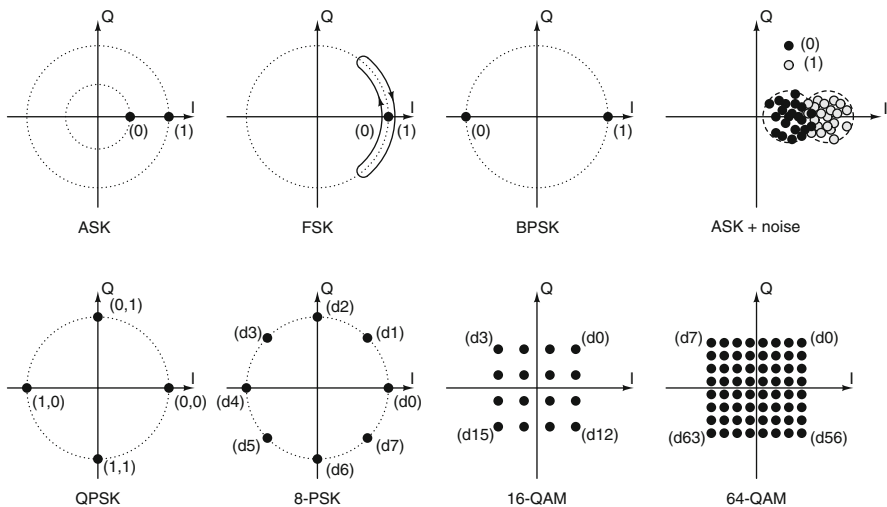 Q
I
(0)
(1)
ASK
Q
I
(0)
(1)
FSK
Q
I
(0)
(1)
BPSK
Q
(0)
(1)
I
ASK + noise
Q
(0,1)
I
(1,0)
(0,0)
(1,1)
QPSK
Q
(d2)
(d3)
(d1)
I
(d4)
(d0)
(d5)
(d7)
(d6)
8-PSK
Q
(d3)
(d0)
I
(d15)
(d12)
16-QAM
Q
(d7)
(d0)
I
(d63)
(d56)
64-QAM